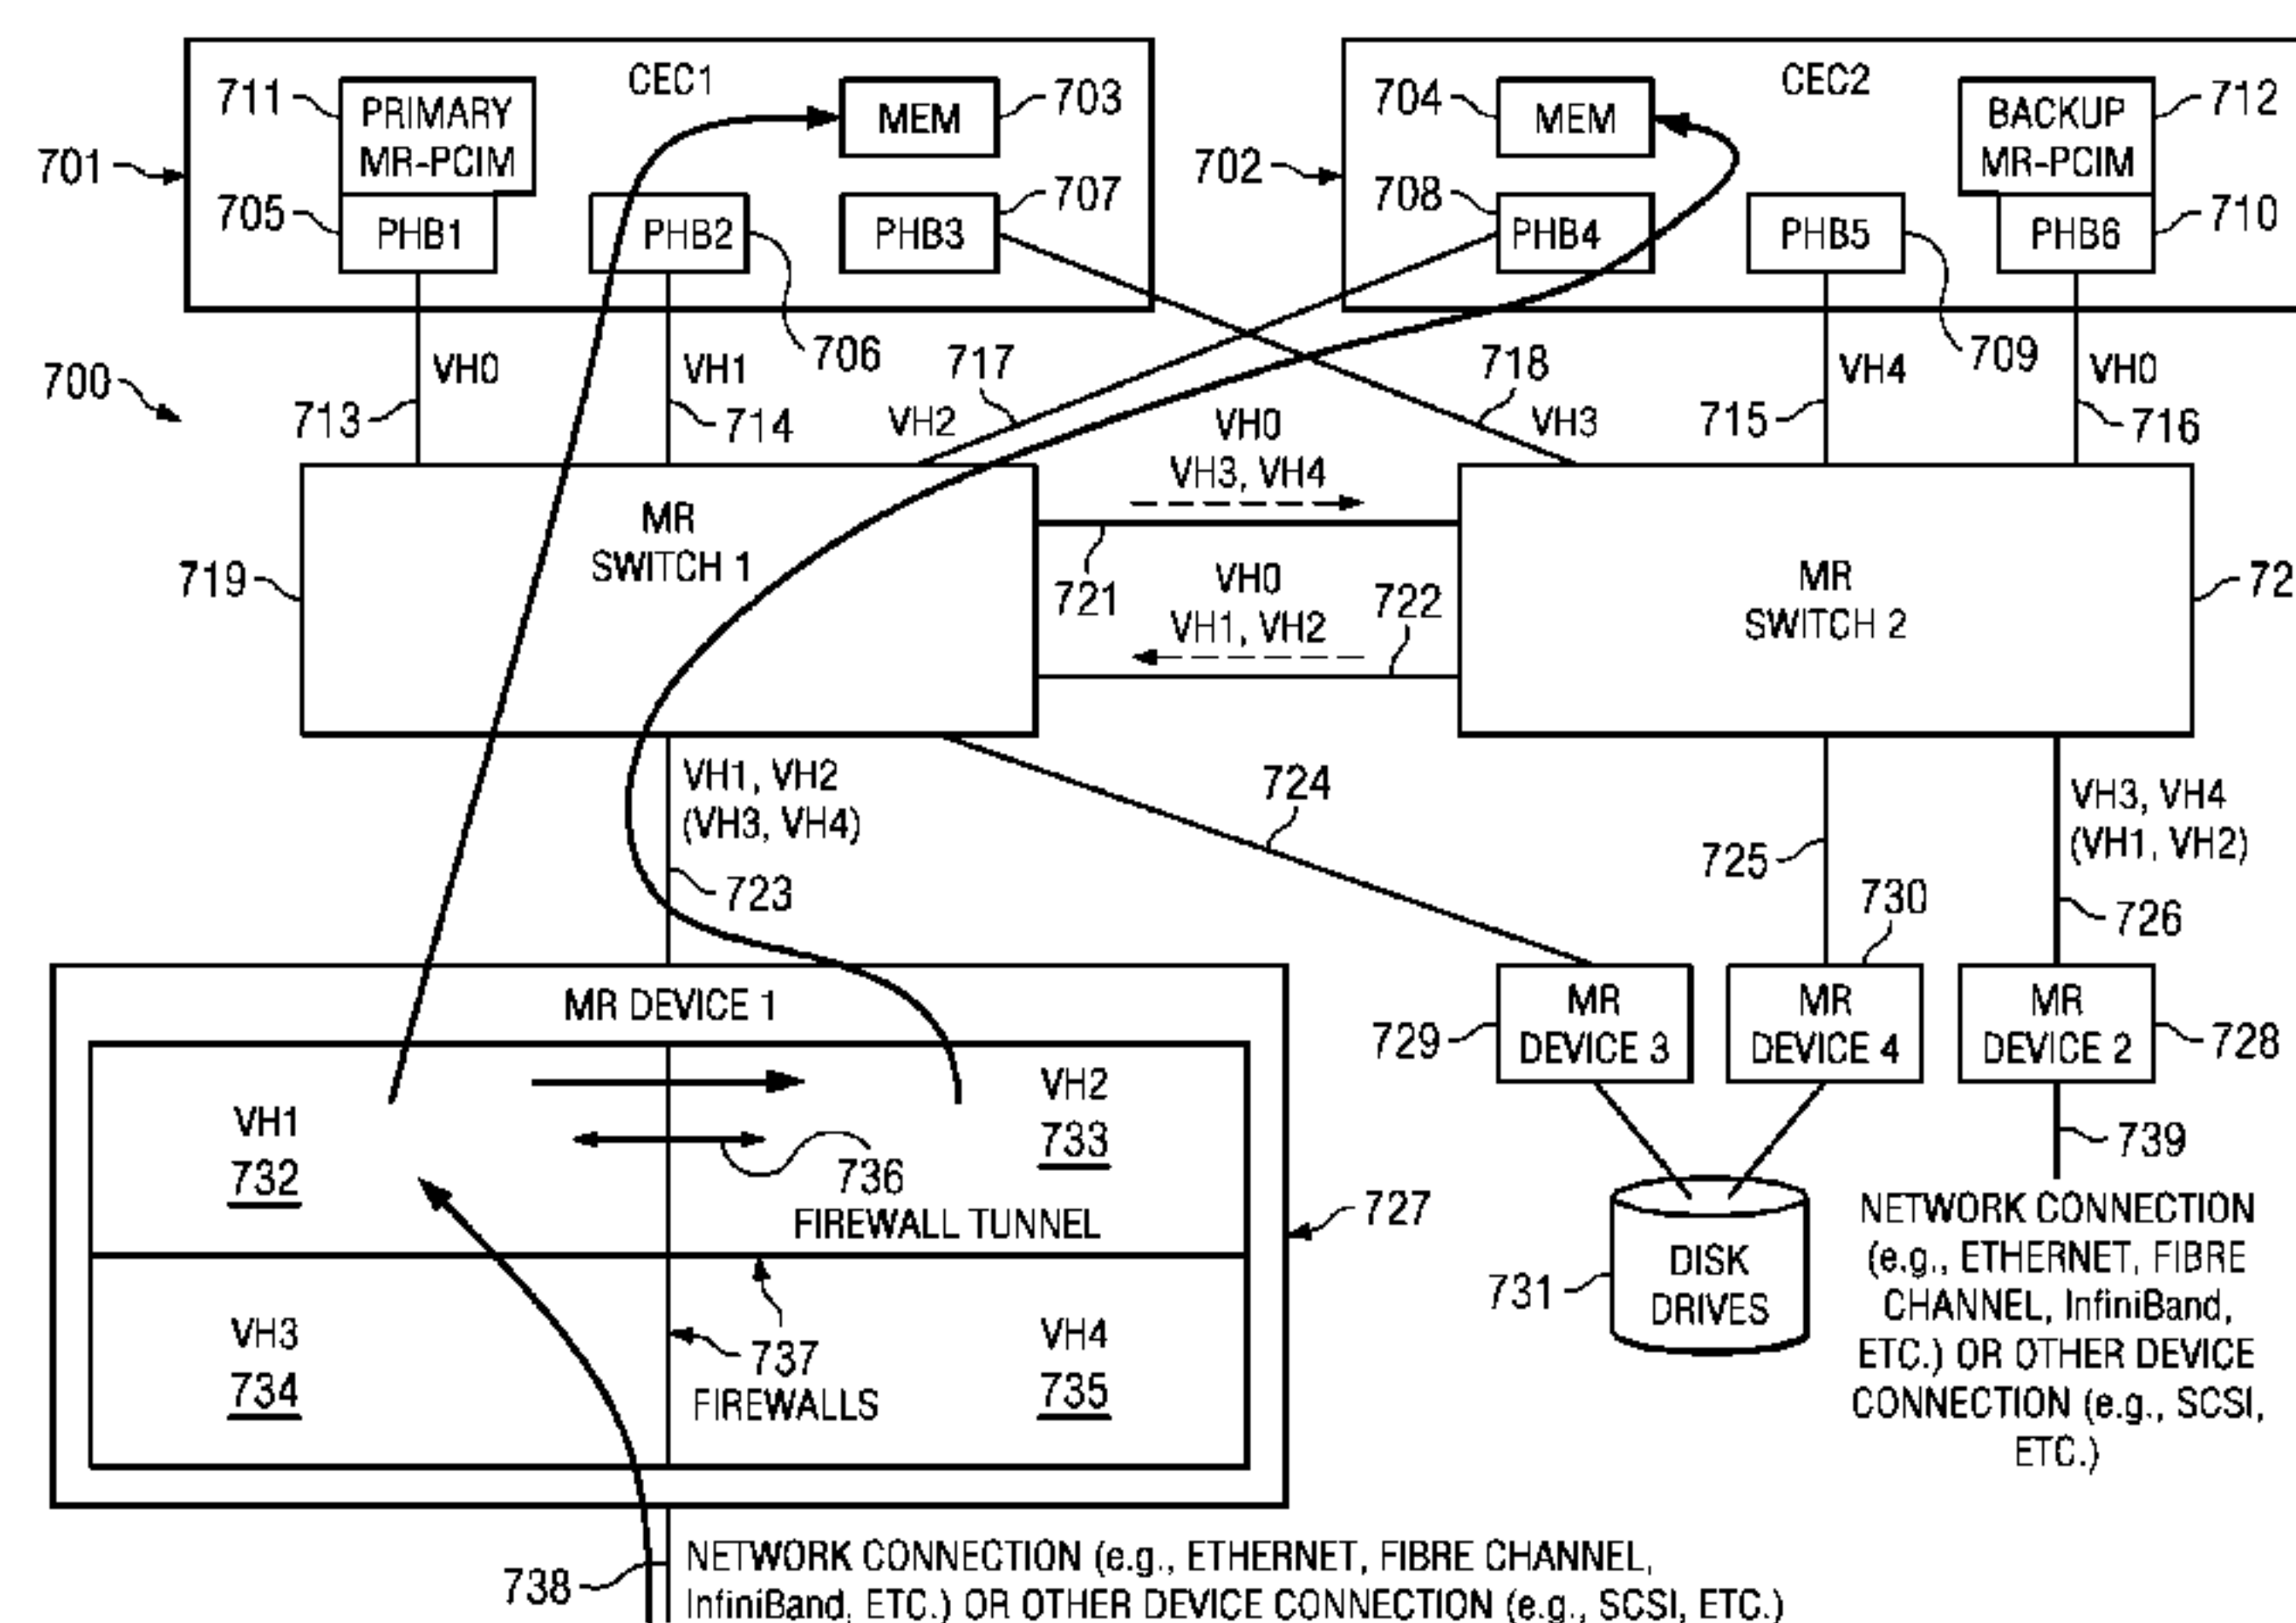 CEC1
711
PRIMARY
MR-PCIM
MEM
703
701
705
PHB1
PHB2
PHB3
707
706
CEC2
704
MEM
BACKUP
MR-PCIM
712
702
708
PHB4
PHB5
PHB6
710
709
700
VH0
713
VH1
714
717
VH2
718
VH3
VH4
715
VH0
716
719
MR
SWITCH 1
VH0
VH3, VH4
721
VH0
VH1, VH2
722
MR
SWITCH 2
72
VH1, VH2
(VH3, VH4)
723
724
725
VH3, VH4
(VH1, VH2)
726
730
MR DEVICE 1
VH1
732
VH2
733
736
FIREWALL TUNNEL
727
VH3
734
737
FIREWALLS
VH4
735
729
MR
DEVICE 3
MR
DEVICE 4
MR
DEVICE 2
728
739
731
DISK
DRIVES
NETWORK CONNECTION
(e.g., ETHERNET, FIBRE
CHANNEL, InfiniBand,
ETC.) OR OTHER DEVICE
CONNECTION (e.g., SCSI,
ETC.)
738
NETWORK CONNECTION (e.g., ETHERNET, FIBRE CHANNEL,
InfiniBand, ETC.) OR OTHER DEVICE CONNECTION (e.g., SCSI, ETC.)